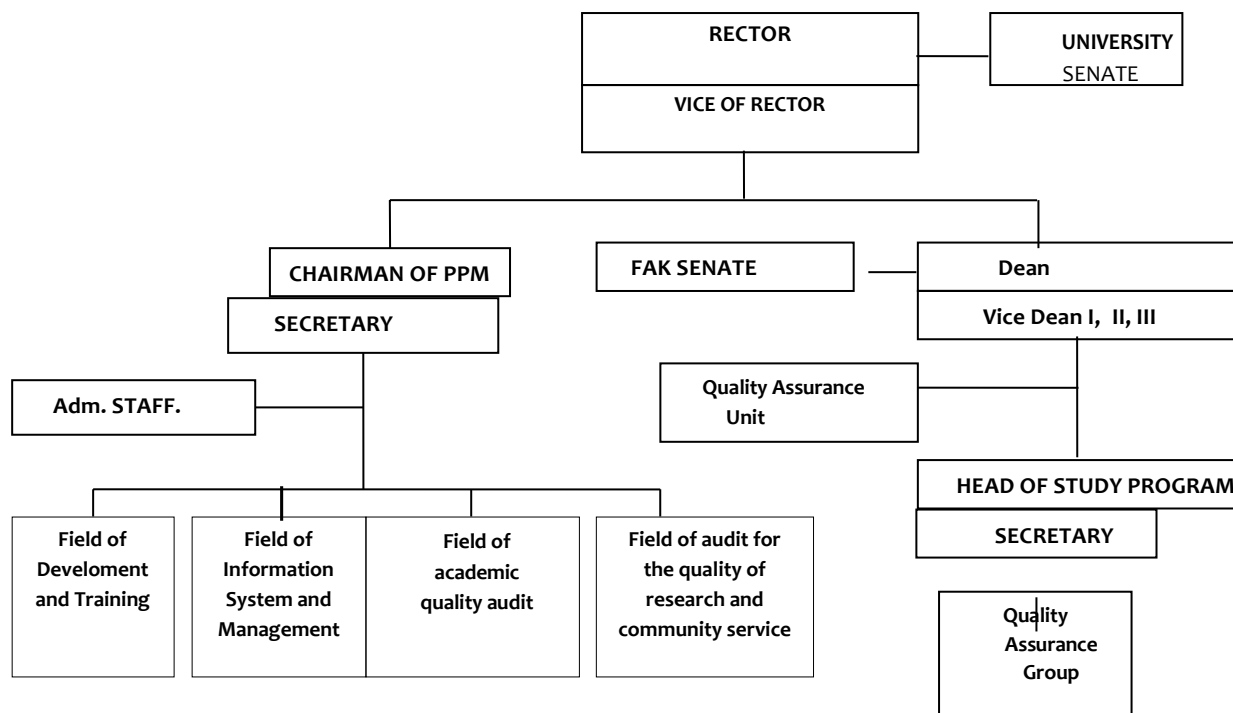 RECTOR
UNIVERSITY
SENATE
VICE OF RECTOR
CHAIRMAN OF PPM
FAK SENATE
Dean
SECRETARY
Vice Dean I, II, III
Adm. STAFF.
Quality Assurance
Unit
HEAD OF STUDY PROGRAM
SECRETARY
Field of
Develoment
and Training
Field of
Information
System and
Management
Field of
academic
quality audit
Field of audit for
the quality of
research and
community service
Quality
Assurance
Group